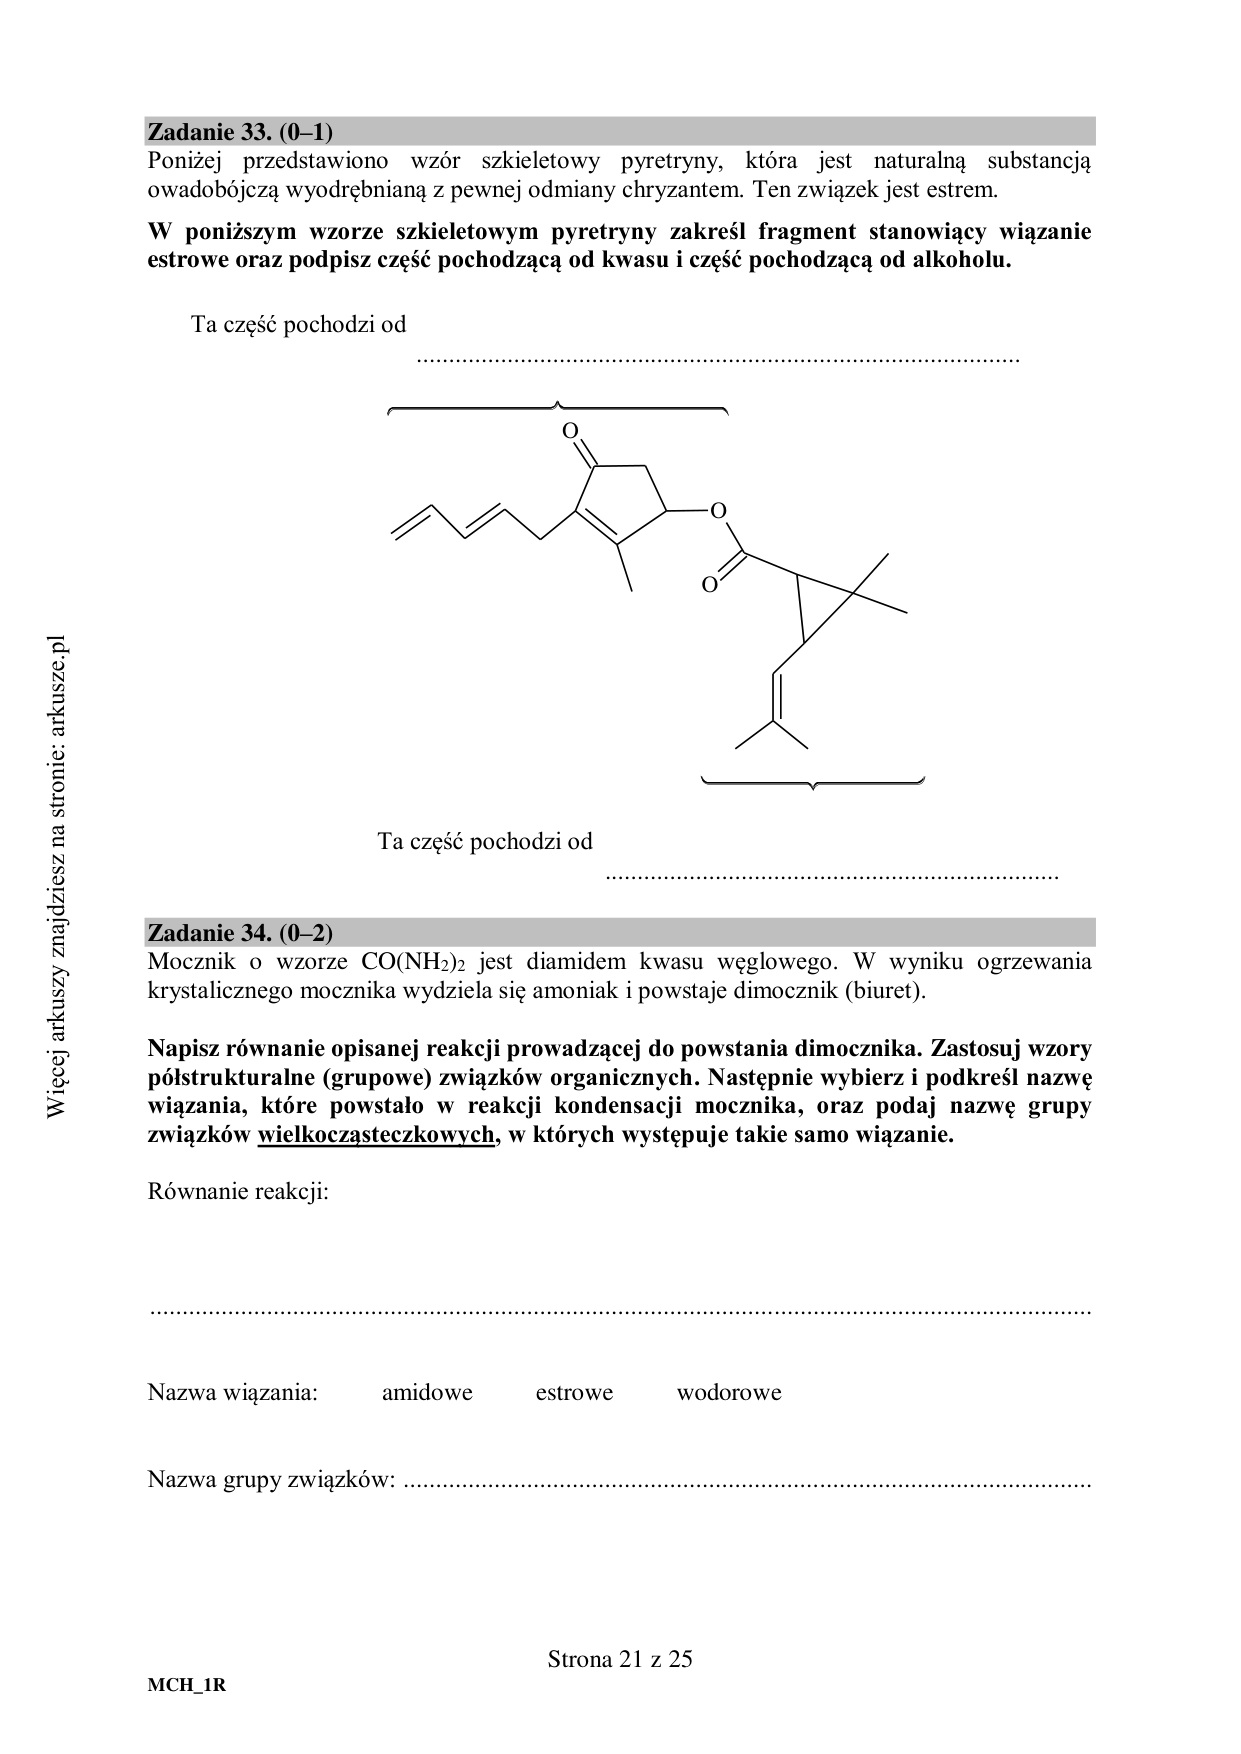 Zadanie 33. (0–1)
Poniżej przedstawiono wzór szkieletowy pyretryny, która jest naturalną substancją
owadobójczą wyodrębnianą z pewnej odmiany chryzantem. Ten związek jest estrem.
W poniższym wzorze szkieletowym pyretryny zakreśl fragment stanowiący wiązanie
estrowe oraz podpisz część pochodzącą od kwasu i część pochodzącą od alkoholu.
Ta część pochodzi od
..............................................................................................
O
O
O
Ta część pochodzi od
......................................................................
Zadanie 34. (0–2)
Mocznik o wzorze CO(NH₂)₂ jest diamidem kwasu węglowego. W wyniku ogrzewania
krystalicznego mocznika wydziela się amoniak i powstaje dimocznik (biuret).
Napisz równanie opisanej reakcji prowadzącej do powstania dimocznika. Zastosuj wzory
półstrukturalne (grupowe) związków organicznych. Następnie wybierz i podkreśl nazwę
wiązania, które powstało w reakcji kondensacji mocznika, oraz podaj nazwę grupy
związków wielkocząsteczkowych, w których występuje takie samo wiązanie.
Równanie reakcji:
..................................................................................................................................................
Nazwa wiązania: amidowe estrowe wodorowe
Nazwa grupy związków: ..........................................................................................................
Strona 21 z 25
MCH_1R
Więcej arkuszy znajdziesz na stronie: arkusze.pl